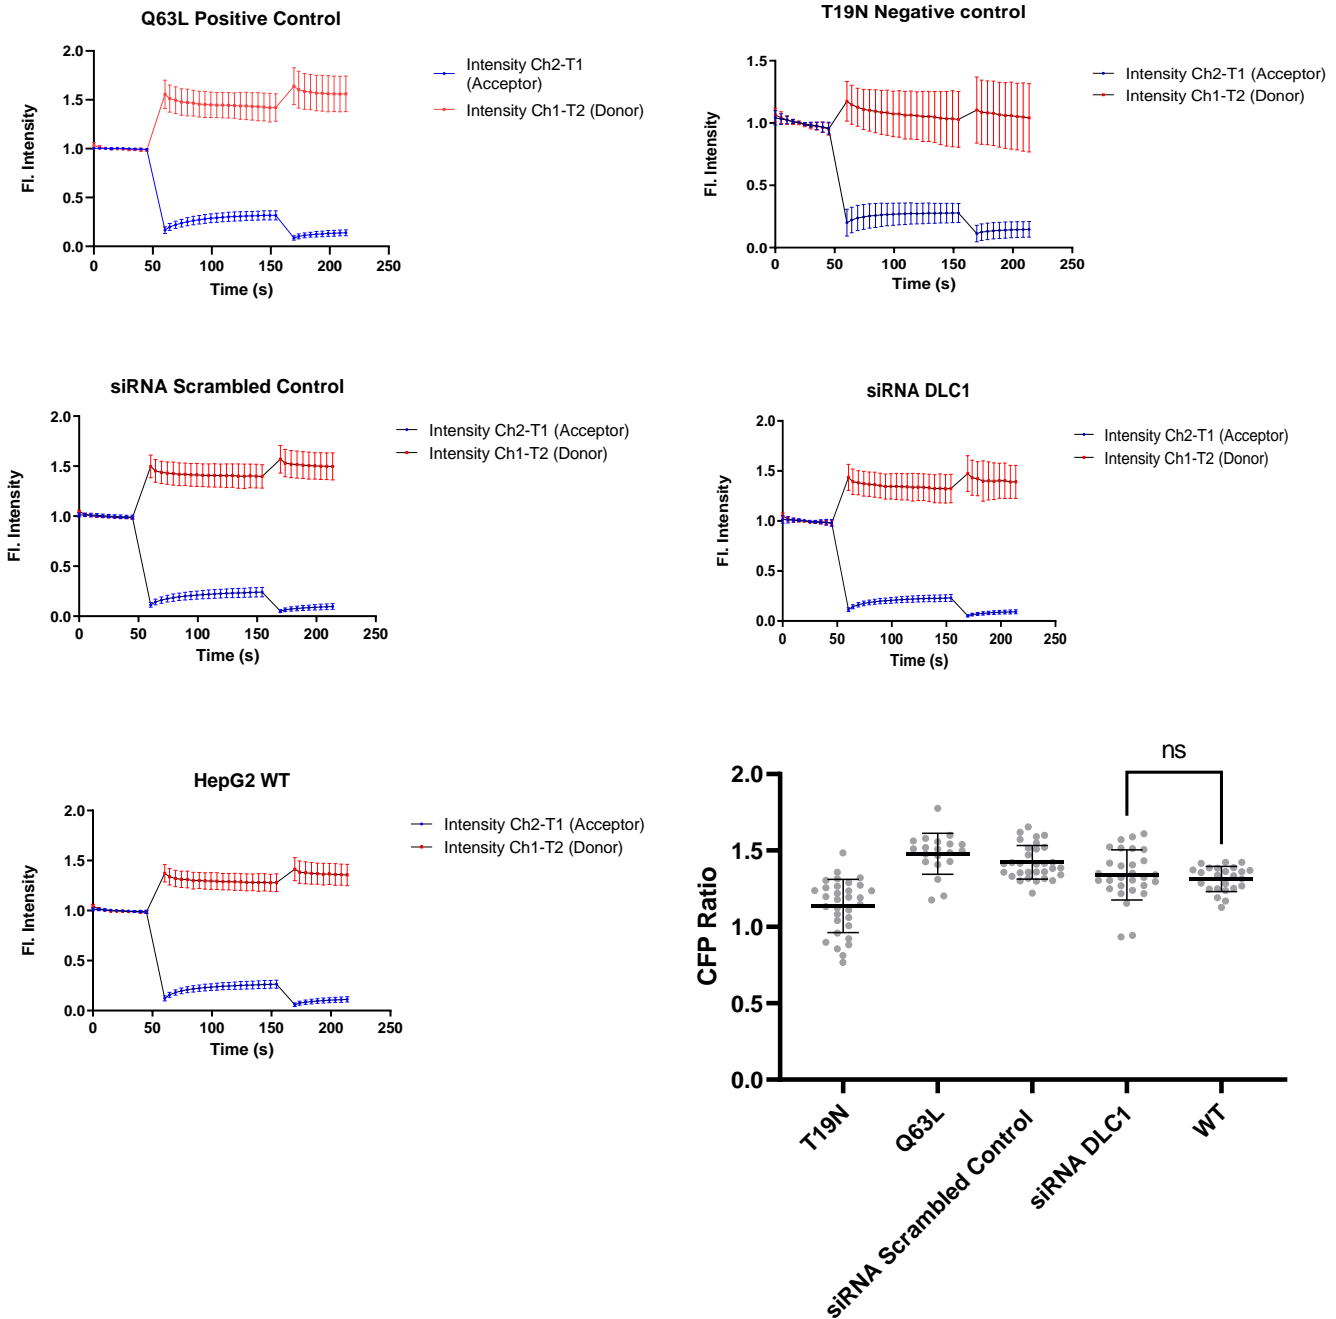 Q63L Positive Control
2.0
1.5
1.0
0.5
0.0
Fl. Intensity
0 50 100 150 200 250
Time (s)
Intensity Ch2-T1
(Acceptor)
Intensity Ch1-T2 (Donor)
T19N Negative control
1.5
1.0
0.5
0.0
Fl. Intensity
0 50 100 150 200 250
Time (s)
Intensity Ch2-T1 (Acceptor)
Intensity Ch1-T2 (Donor)
siRNA Scrambled Control
2.0
1.5
1.0
0.5
0.0
Fl. Intensity
0 50 100 150 200 250
Time (s)
Intensity Ch2-T1 (Acceptor)
Intensity Ch1-T2 (Donor)
siRNA DLC1
2.0
1.5
1.0
0.5
0.0
Fl. Intensity
0 50 100 150 200 250
Time (s)
Intensity Ch2-T1 (Acceptor)
Intensity Ch1-T2 (Donor)
HepG2 WT
2.0
1.5
1.0
0.5
0.0
Fl. Intensity
0 50 100 150 200 250
Time (s)
Intensity Ch2-T1 (Acceptor)
Intensity Ch1-T2 (Donor)
ns
2.0
1.5
1.0
0.5
0.0
CFP Ratio
T19N
Q63L
siRNA Scrambled Control
siRNA DLC1
WT